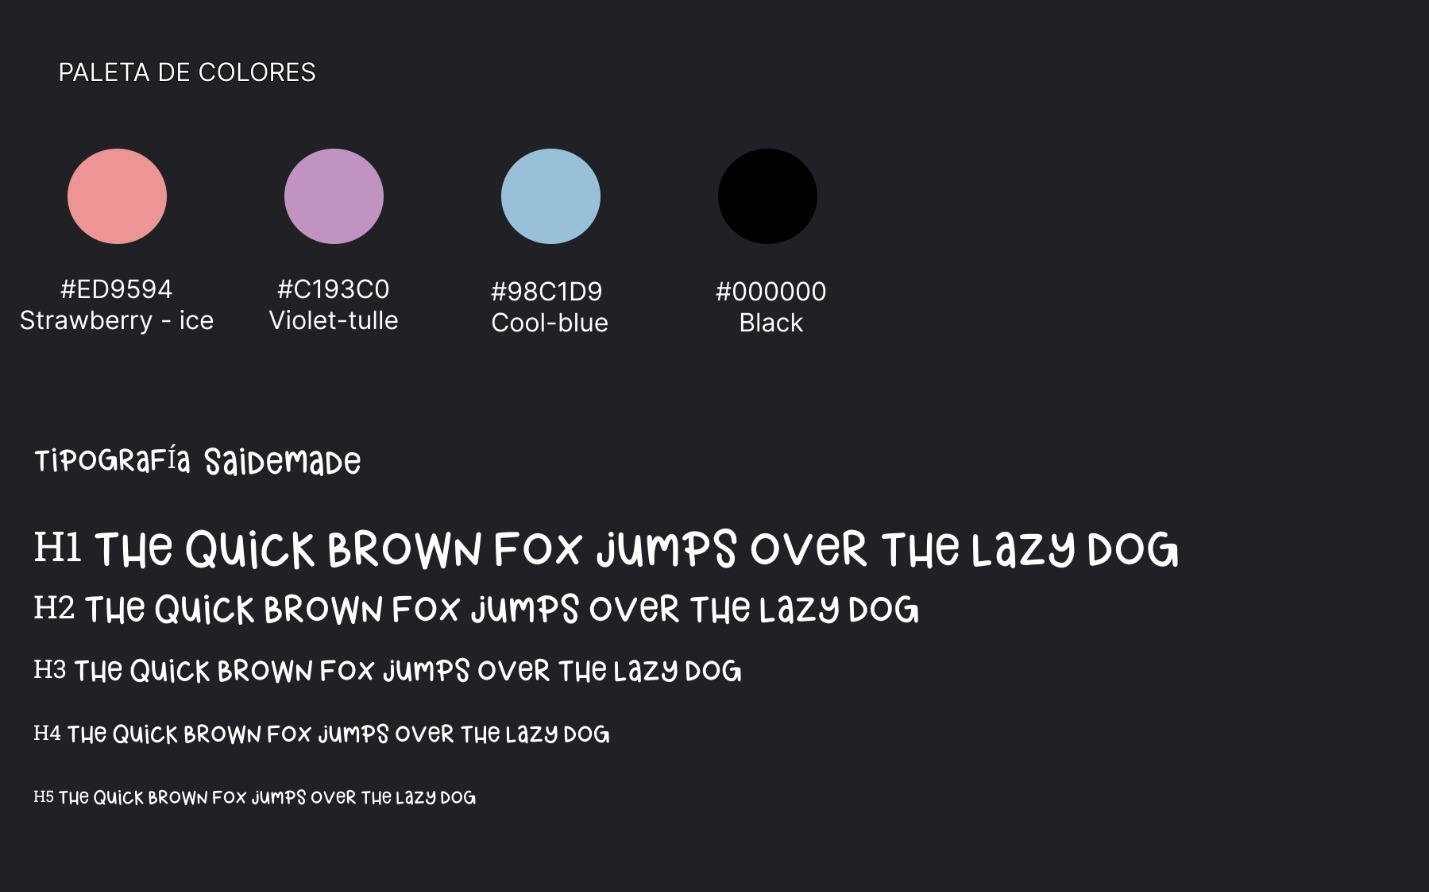 PALETA DE COLORES
#ED9594 #C193C0 #98C1D9 #000000
Strawberry - ice Violet-tulle Cool-blue Black
TiPOGRaFía SaiDemaDe
H1 THe QuiCK BROWN FOX jumPS OVeR THe LaZy DOG
H2 THe QuiCK BROWN FOX jumPS OVeR THe LaZy DOG
H3 THe QuiCK BROWN FOX jumPS OVeR THe LaZy DOG
H4 THe QuiCK BROWN FOX jumPS OVeR THe LaZy DOG
H5 THe QuiCK BROWN FOX jumPS OVeR THe LaZy DOG